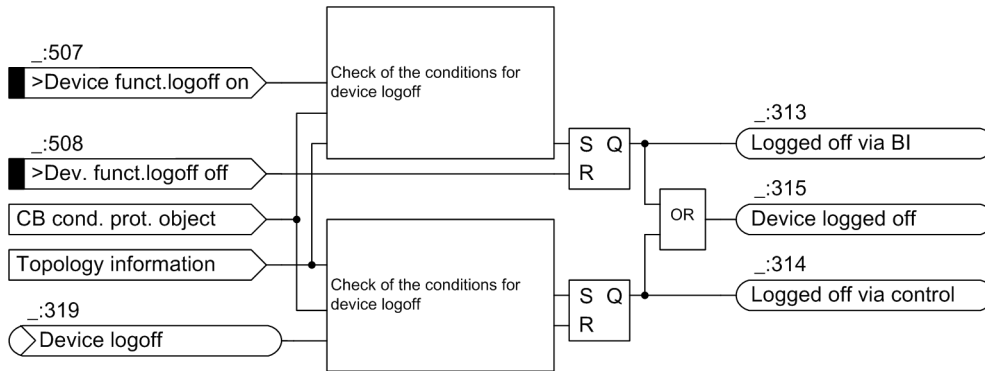 _:507
>Device funct.logoff on
_:508
>Dev. funct.logoff off
CB cond. prot. object
Topology information
_:319
Device logoff
Check of the conditions for
device logoff
Check of the conditions for
device logoff
S Q
R
S Q
R
OR
_:313
Logged off via BI
_:315
Device logged off
_:314
Logged off via control